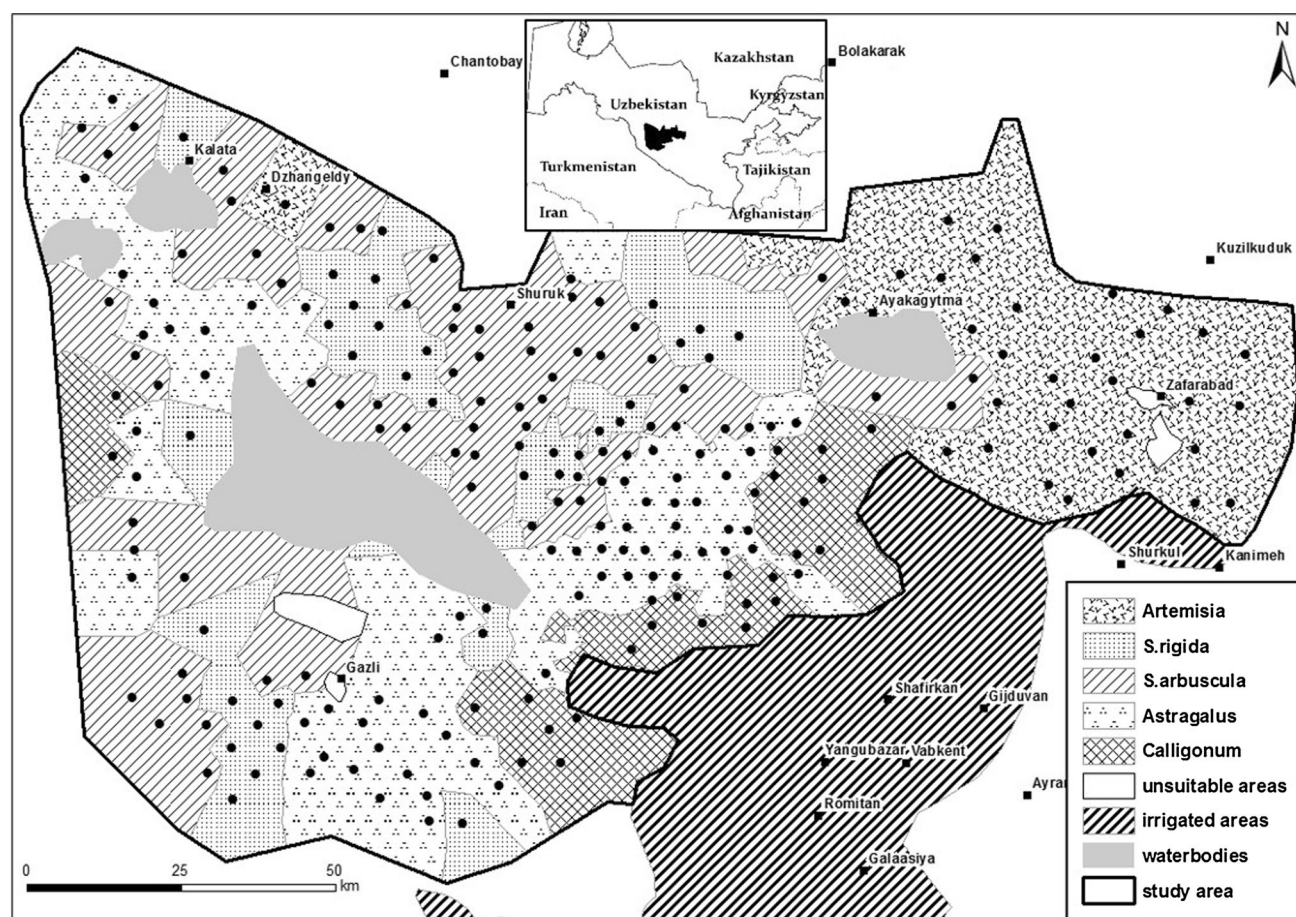 N
Chantobay
Bolakarak
Kazakhstan
Uzbekistan
Kyrgyzstan
Turkmenistan
Tajikistan
Iran
Afghanistan
Kalata
Dzhangeldy
Kuzilkuduk
Shuruk
Ayakagytma
Zafarabad
Shurkul
Kanimeh
Gazli
Shafirkan
Gijduvan
Yangubazar
Vabkent
Ayran
Romitan
Galaasiya
Artemisia
S.rigida
S.arbuscula
Astragalus
Calligonum
unsuitable areas
irrigated areas
waterbodies
study area
0 25 50
km